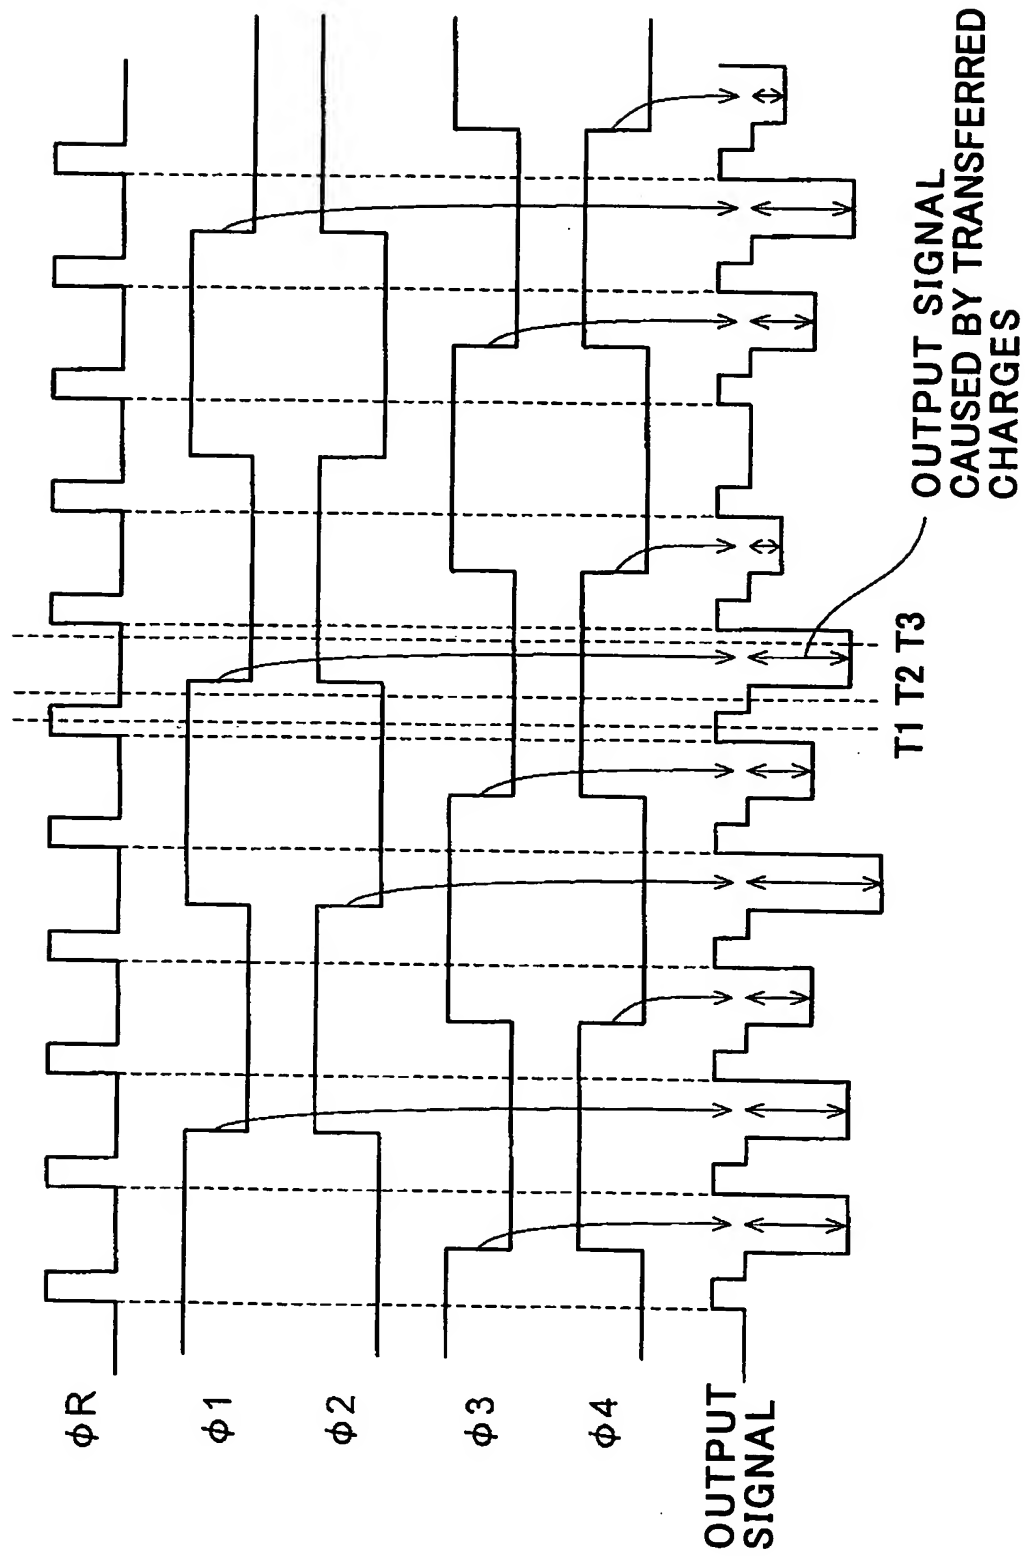 φR
φ1
φ2
φ3
φ4
OUTPUT
SIGNAL
T1 T2 T3
OUTPUT SIGNAL
CAUSED BY TRANSFERRED
CHARGES